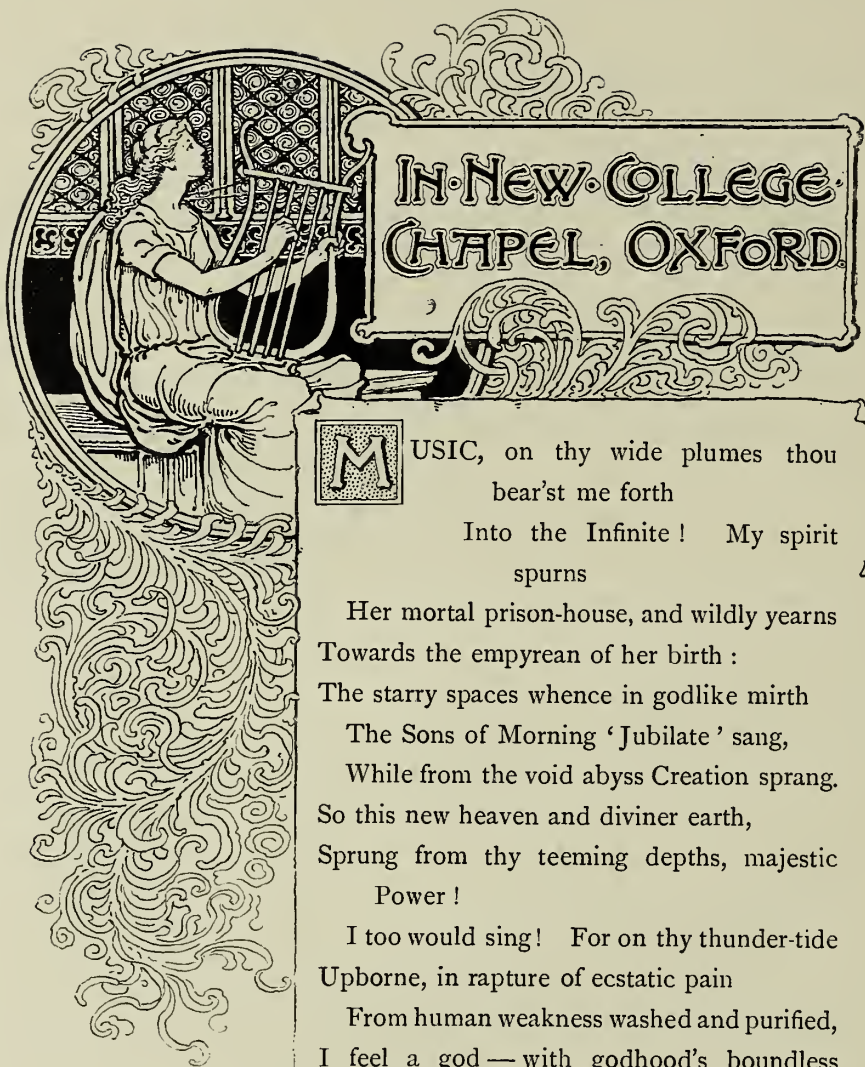 IN·NEW·COLLEGE·
CHAPEL, OXFORD.
MUSIC, on thy wide plumes thou
bear'st me forth
Into the Infinite ! My spirit
spurns
Her mortal prison-house, and wildly yearns
Towards the empyrean of her birth :
The starry spaces whence in godlike mirth
The Sons of Morning ‘Jubilate’ sang,
While from the void abyss Creation sprang.
So this new heaven and diviner earth,
Sprung from thy teeming depths, majestic
Power !
I too would sing! For on thy thunder-tide
Upborne, in rapture of ecstatic pain
From human weakness washed and purified,
I feel a god — with godhood's boundless